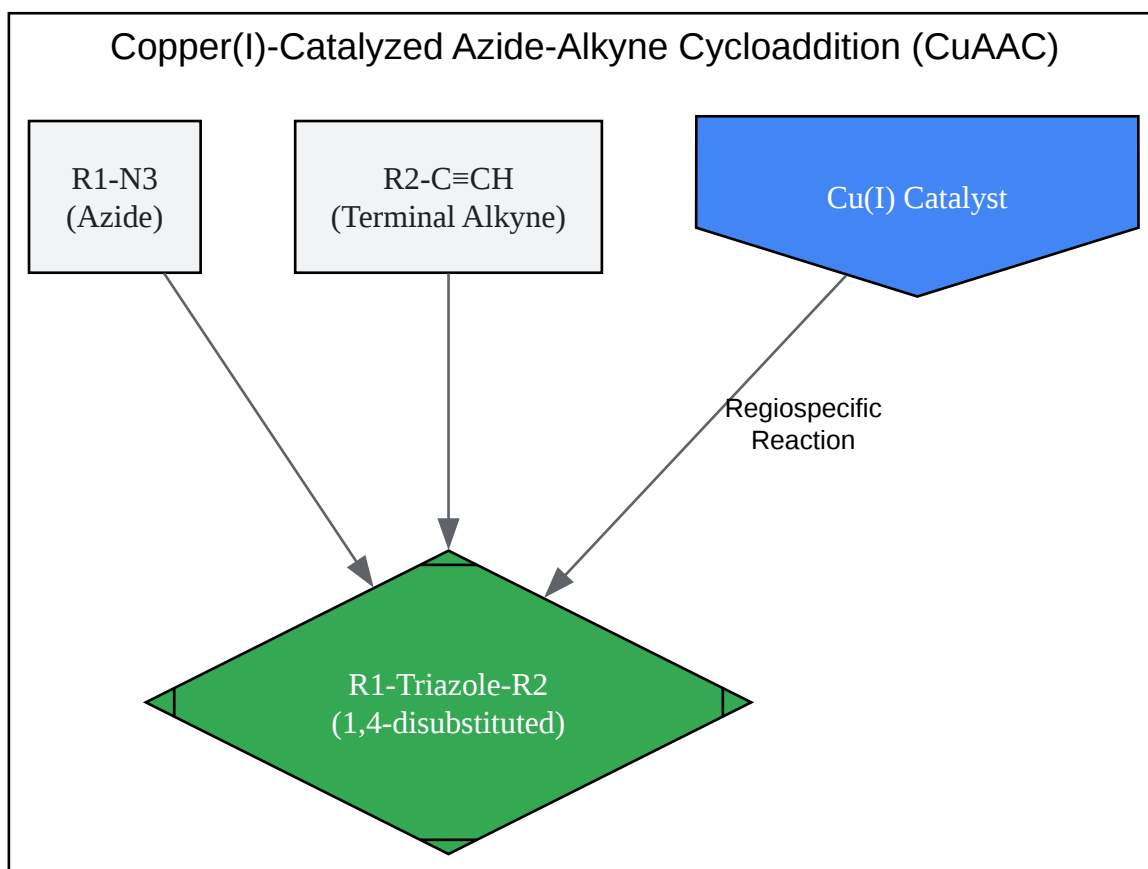 Copper(I)-Catalyzed Azide-Alkyne Cycloaddition (CuAAC)
R1-N3
(Azide)
R2-C≡CH
(Terminal Alkyne)
Cu(I) Catalyst
Regiospecific
Reaction
R1-Triazole-R2
(1,4-disubstituted)